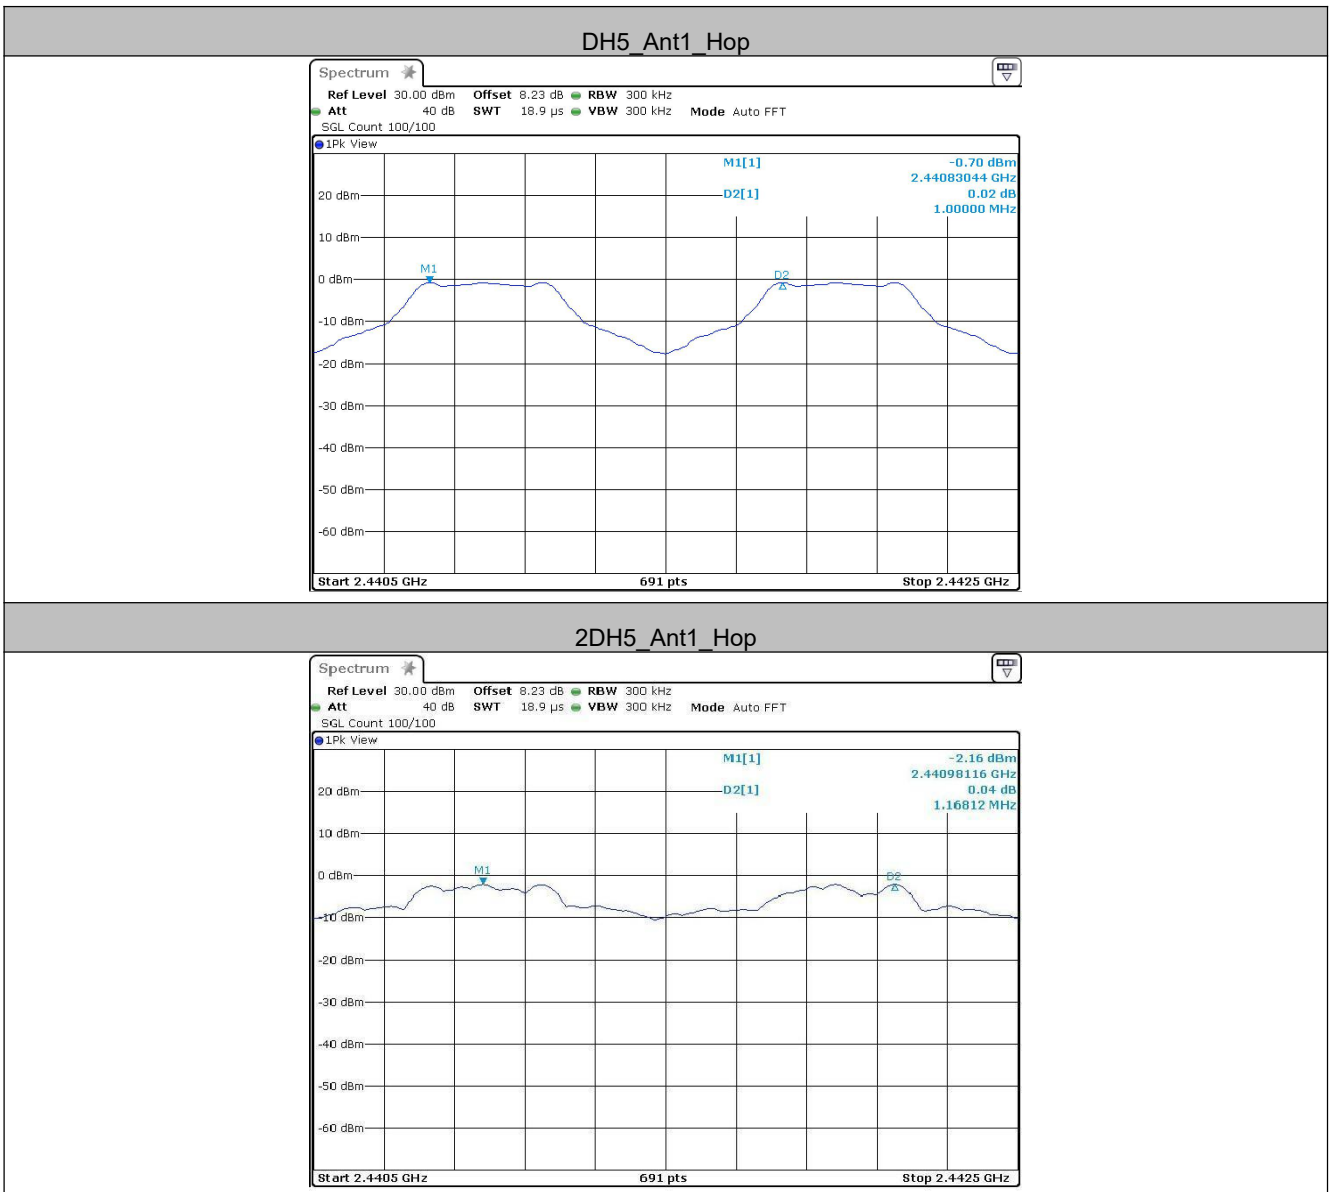 DH5_Ant1_Hop
Spectrum
Ref Level 30.00 dBm Offset 8.23 dB RBW 300 kHz
Att 40 dB SWT 18.9 µs VBW 300 kHz Mode Auto FFT
SGL Count 100/100
1Pk View
M1[1] -0.70 dBm
2.44083044 GHz
20 dBm D2[1] 0.02 dB
1.00000 MHz
10 dBm
M1
D2
0 dBm
-10 dBm
-20 dBm
-30 dBm
-40 dBm
-50 dBm
-60 dBm
Start 2.4405 GHz 691 pts Stop 2.4425 GHz
2DH5_Ant1_Hop
Spectrum
Ref Level 30.00 dBm Offset 8.23 dB RBW 300 kHz
Att 40 dB SWT 18.9 µs VBW 300 kHz Mode Auto FFT
SGL Count 100/100
1Pk View
M1[1] -2.16 dBm
2.44098116 GHz
20 dBm D2[1] 0.04 dB
1.16812 MHz
10 dBm
M1
0 dBm D2
-10 dBm
-20 dBm
-30 dBm
-40 dBm
-50 dBm
-60 dBm
Start 2.4405 GHz 691 pts Stop 2.4425 GHz